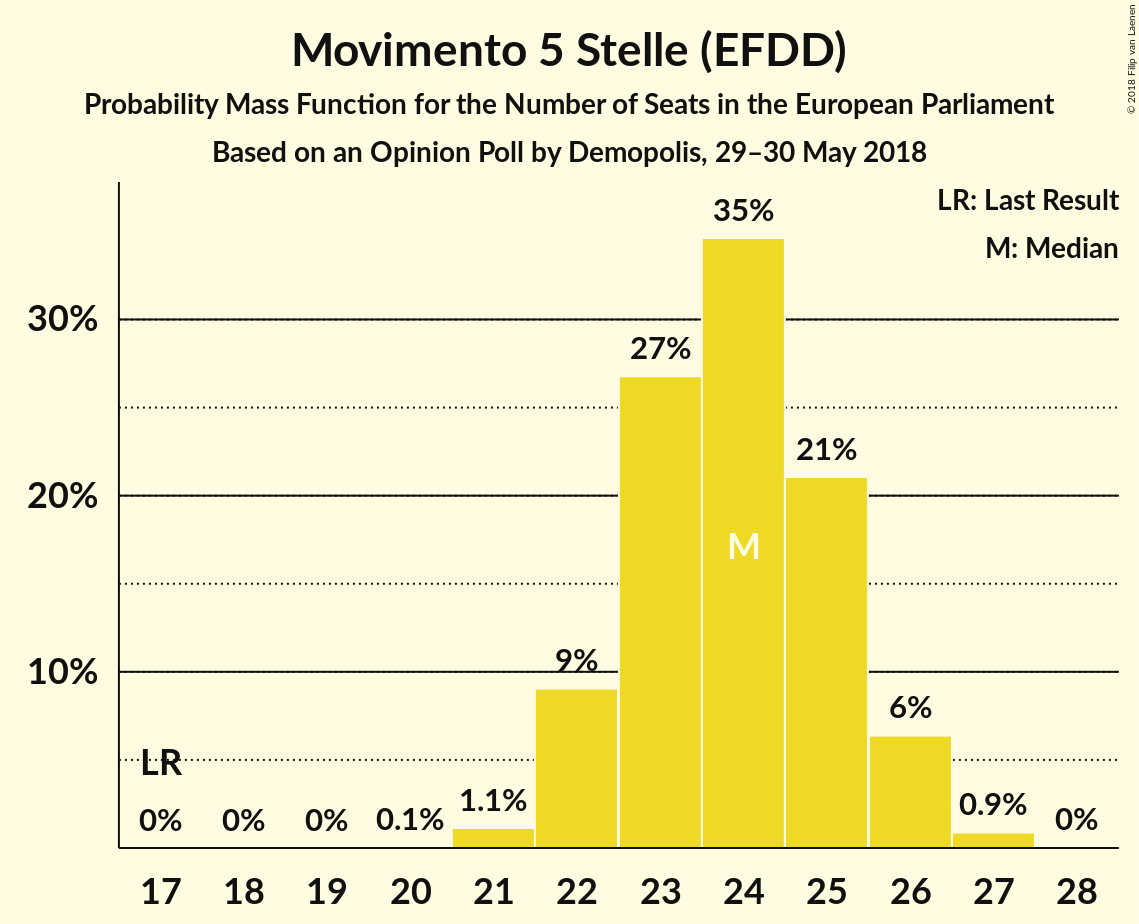 Movimento 5 Stelle (EFDD)
Probability Mass Function for the Number of Seats in the European Parliament
Based on an Opinion Poll by Demopolis, 29–30 May 2018
© 2018 Filip van Laenen
LR: Last Result
M: Median
35%
30%
27%
21%
20%
M
10%
9%
6%
LR
0%
0%
0%
0.1%
1.1%
0.9%
0%
17 18 19 20 21 22 23 24 25 26 27 28